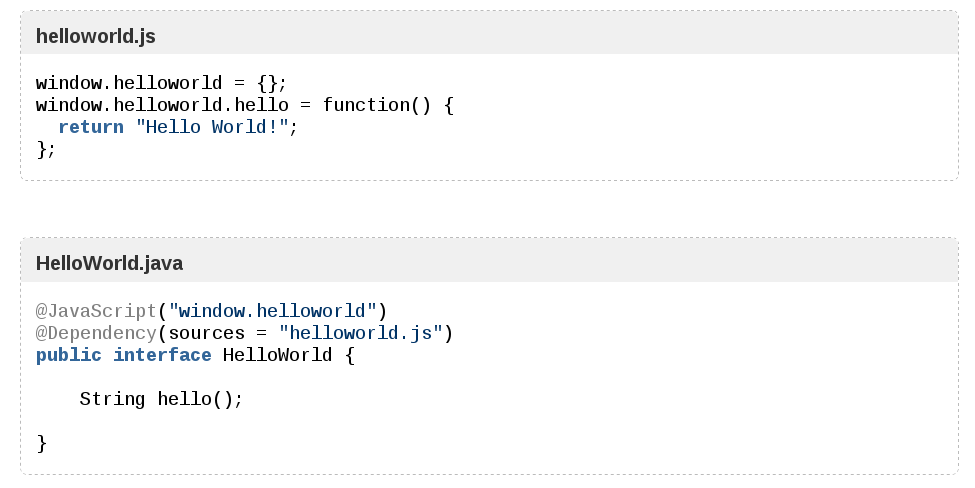 helloworld.js
window.helloworld = {};
window.helloworld.hello = function() {
  return "Hello World!";
};
HelloWorld.java
@JavaScript("window.helloworld")
@Dependency(sources = "helloworld.js")
public interface HelloWorld {
    String hello();
}